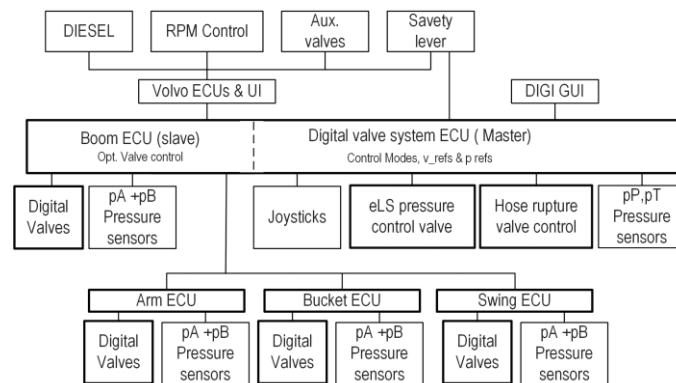 DIESEL
RPM Control
Aux.
valves
Savety
lever
Volvo ECUs & UI
DIGI GUI
Boom ECU (slave)
Opt. Valve control
Digital valve system ECU ( Master)
Control Modes, v_refs & p refs
Digital
Valves
pA +pB
Pressure
sensors
Joysticks
eLS pressure
control valve
Hose rupture
valve control
pP,pT
Pressure
sensors
Arm ECU
Bucket ECU
Swing ECU
Digital
Valves
pA +pB
Pressure
sensors
Digital
Valves
pA +pB
Pressure
sensors
Digital
Valves
pA +pB
Pressure
sensors